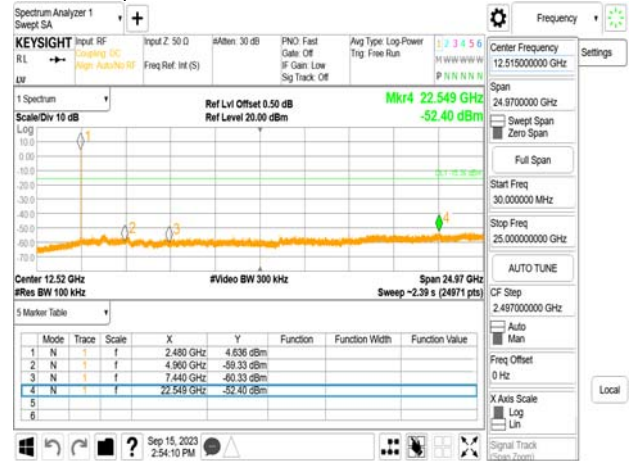 Spectrum Analyzer 1
Swept SA
+
Frequency
KEYSIGHT Input: RF Input Z: 50 Ω #Atten: 30 dB PNO: Fast Avg Type: Log-Power 1 2 3 4 5 6
Coupling: DC Gate: Off Trig: Free Run
RL Align: Auto/No RF Freq Ref: Int (S) IF Gain: Low M W W W W W
Sig Track: Off P N N N N N
LXI
Center Frequency
12.515000000 GHz
Settings
Span
24.9700000 GHz
Swept Span
Zero Span
Full Span
Start Freq
30.000000 MHz
Stop Freq
25.000000000 GHz
AUTO TUNE
CF Step
2.497000000 GHz
Auto
Man
Freq Offset
0 Hz
X Axis Scale
Log
Lin
Signal Track
(Span Zoom)
Local
1 Spectrum
Ref Lvl Offset 0.50 dB
Mkr4 22.549 GHz
Scale/Div 10 dB
Ref Level 20.00 dBm
-52.40 dBm
Log
10.0
0.00
-10.0
-20.0
-30.0
-40.0
-50.0
-60.0
-70.0
1
2
3
4
Center 12.52 GHz #Video BW 300 kHz Span 24.97 GHz
#Res BW 100 kHz Sweep ~2.39 s (24971 pts)
5 Marker Table
Mode Trace Scale X Y Function Function Width Function Value
1 N 1 f 2.480 GHz 4.636 dBm
2 N 1 f 4.960 GHz -59.33 dBm
3 N 1 f 7.440 GHz -60.33 dBm
4 N 1 f 22.549 GHz -52.40 dBm
5
6
?
Sep 15, 2023
2:54:10 PM